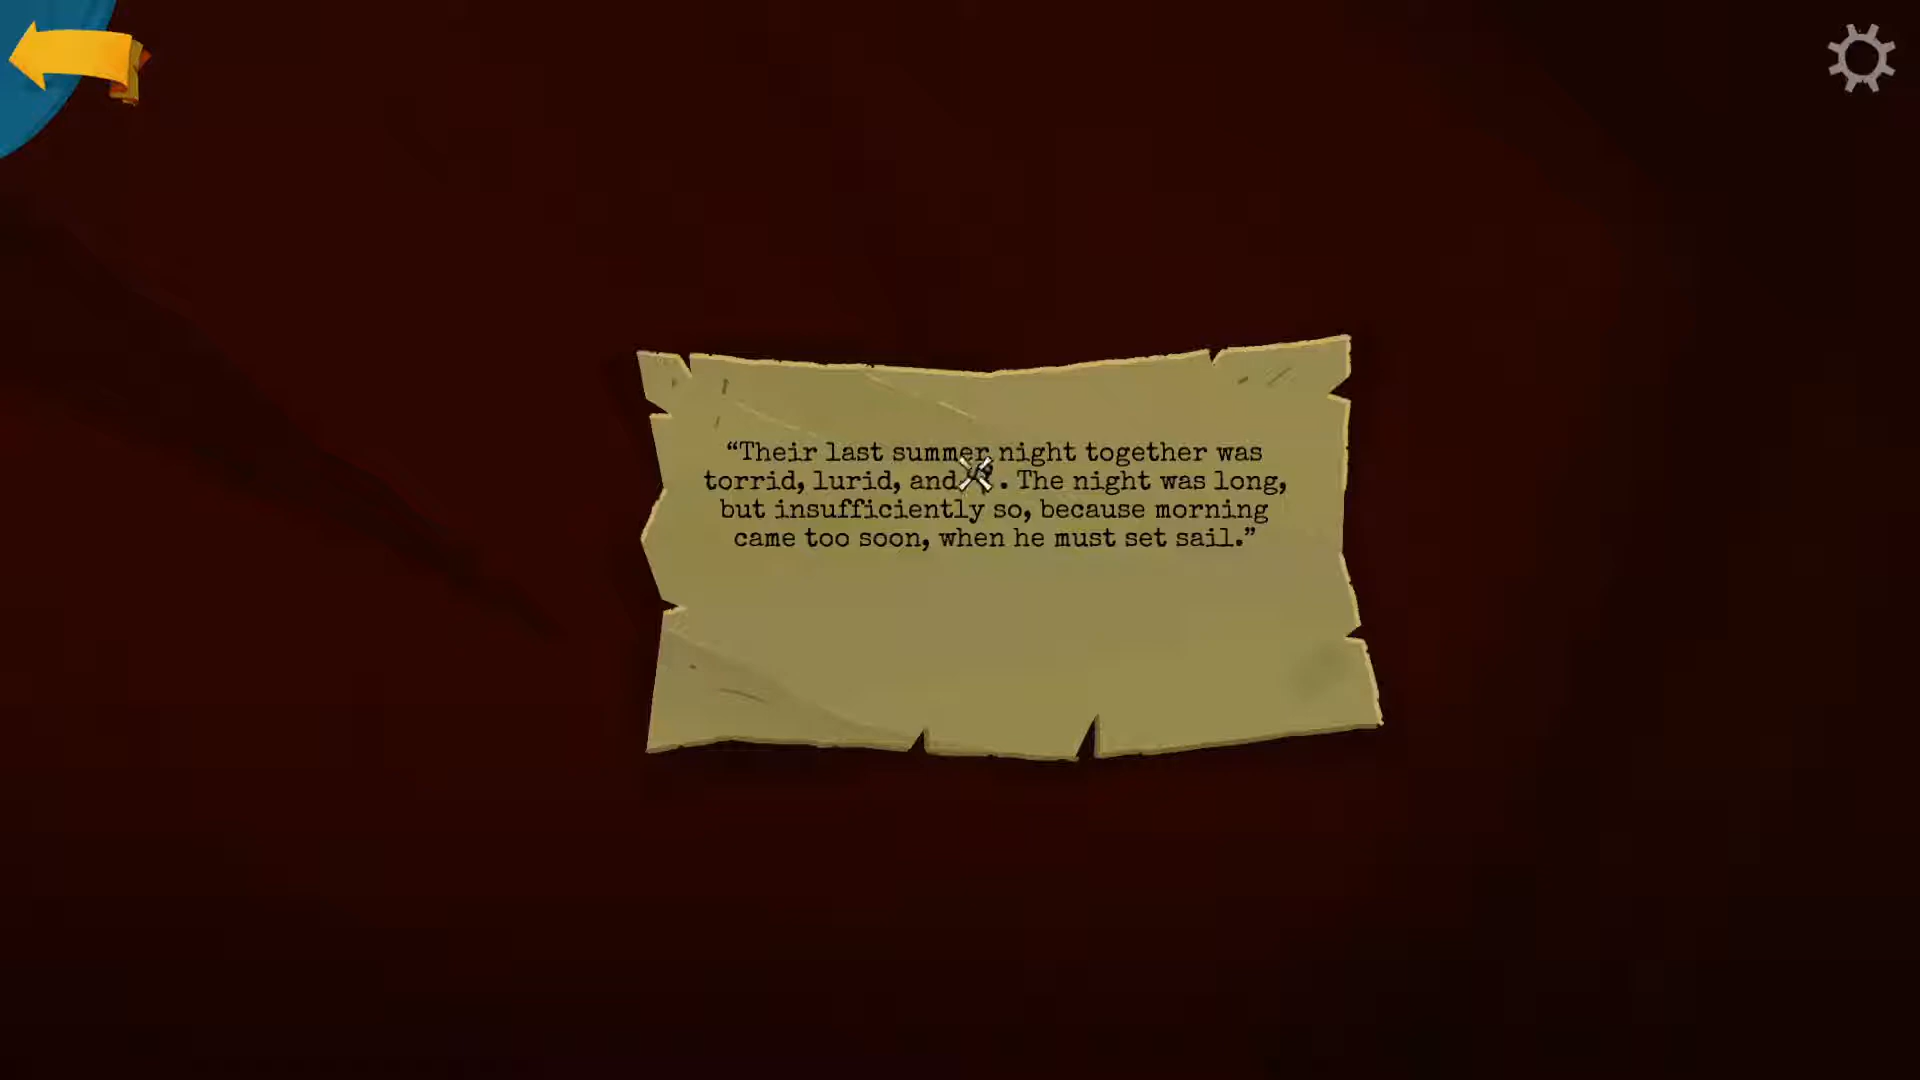 “Their last summer night together was
torrid, lurid, and . The night was long,
but insufficiently so, because morning
came too soon, when he must set sail.”